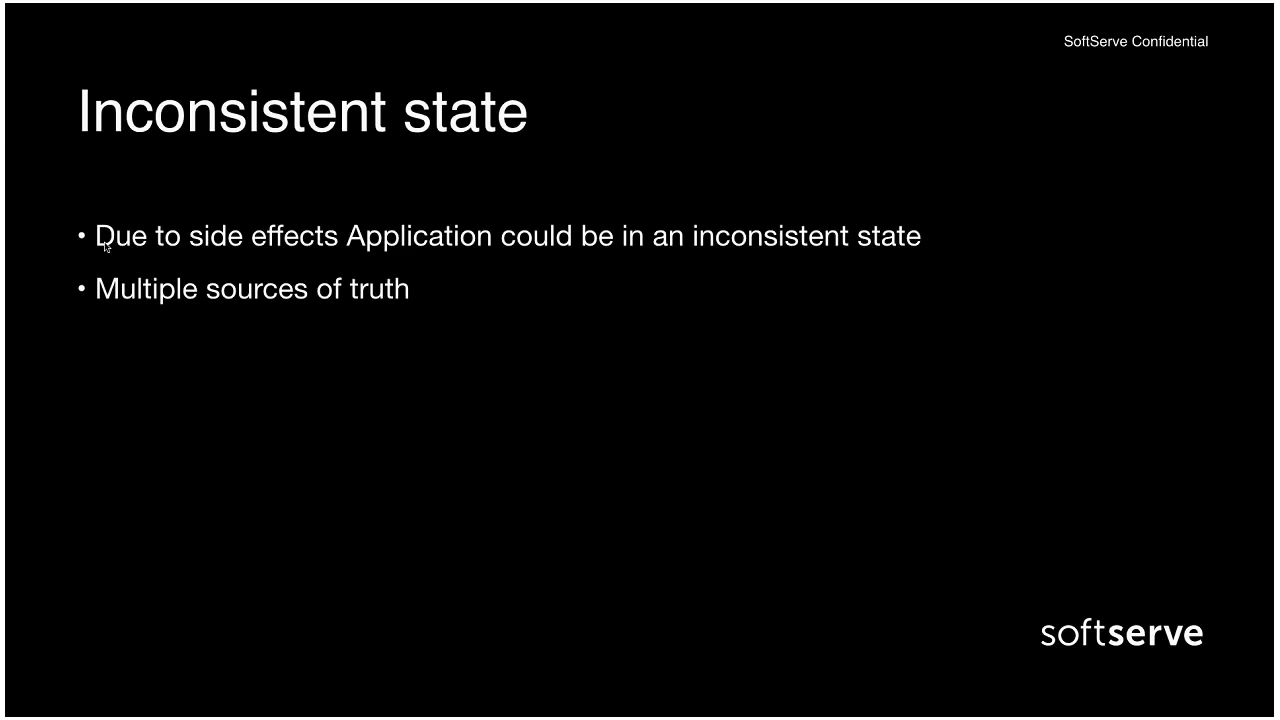 SoftServe Confidential
Inconsistent state
• Due to side effects Application could be in an inconsistent state
• Multiple sources of truth
softserve